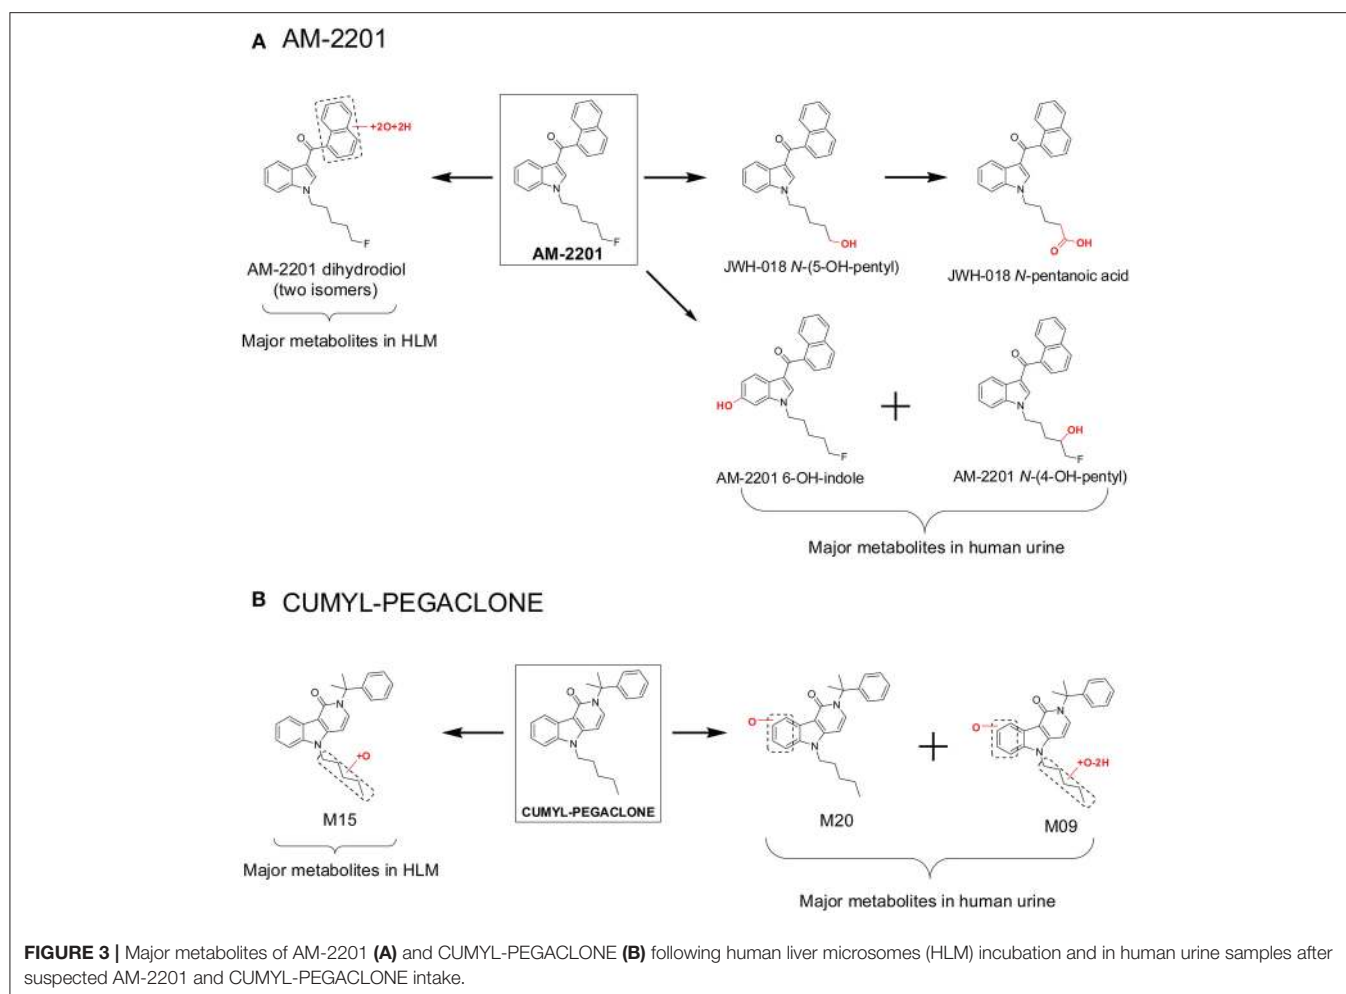 A AM-2201
+2O+2H
O
N
F
AM-2201 dihydrodiol
(two isomers)
Major metabolites in HLM
O
N
F
AM-2201
O
N
OH
JWH-018 N-(5-OH-pentyl)
O
N
O
OH
JWH-018 N-pentanoic acid
O
HO
N
F
AM-2201 6-OH-indole
+
O
N
OH
F
AM-2201 N-(4-OH-pentyl)
Major metabolites in human urine
B CUMYL-PEGACLONE
O
N
N
+O
M15
Major metabolites in HLM
O
N
N
CUMYL-PEGACLONE
O
O
N
N
M20
+
O
O
N
N
+O-2H
M09
Major metabolites in human urine
FIGURE 3 | Major metabolites of AM-2201 (A) and CUMYL-PEGACLONE (B) following human liver microsomes (HLM) incubation and in human urine samples after
suspected AM-2201 and CUMYL-PEGACLONE intake.